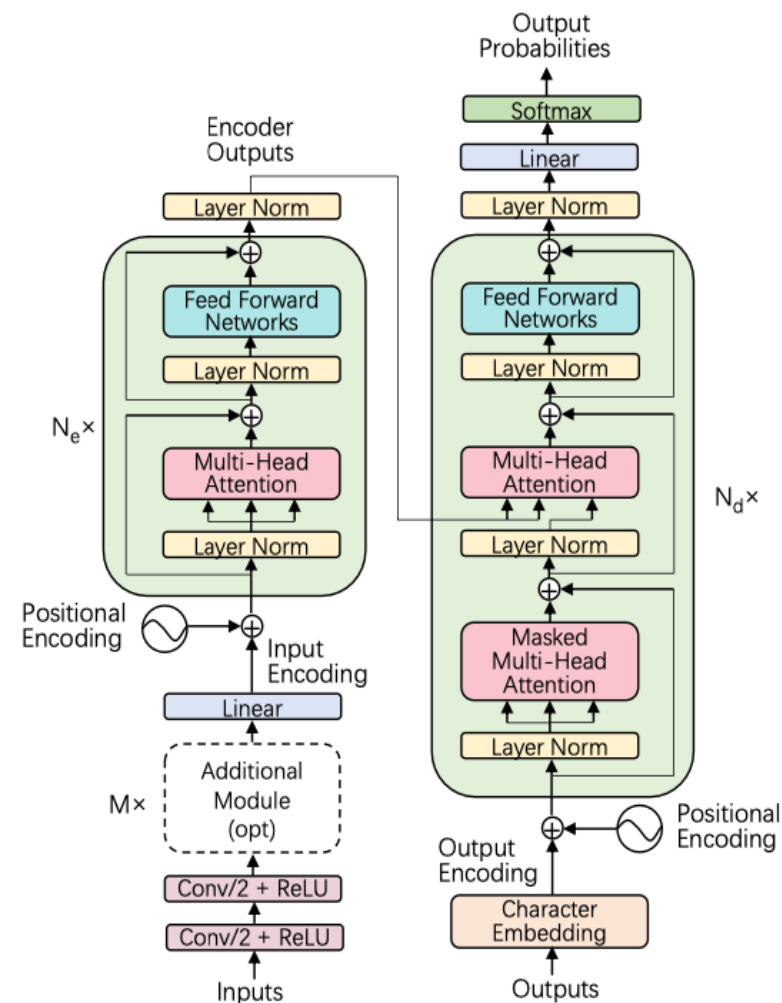 Output
Probabilities
Softmax
Linear
Layer Norm
Feed Forward
Networks
Layer Norm
Multi-Head
Attention
Layer Norm
Masked
Multi-Head
Attention
Layer Norm
N_d×
Positional
Encoding
Output
Encoding
Character
Embedding
Outputs
Encoder
Outputs
Layer Norm
Feed Forward
Networks
Layer Norm
N_e×
Multi-Head
Attention
Layer Norm
Positional
Encoding
Input
Encoding
Linear
M×
Additional
Module
(opt)
Conv/2 + ReLU
Conv/2 + ReLU
Inputs